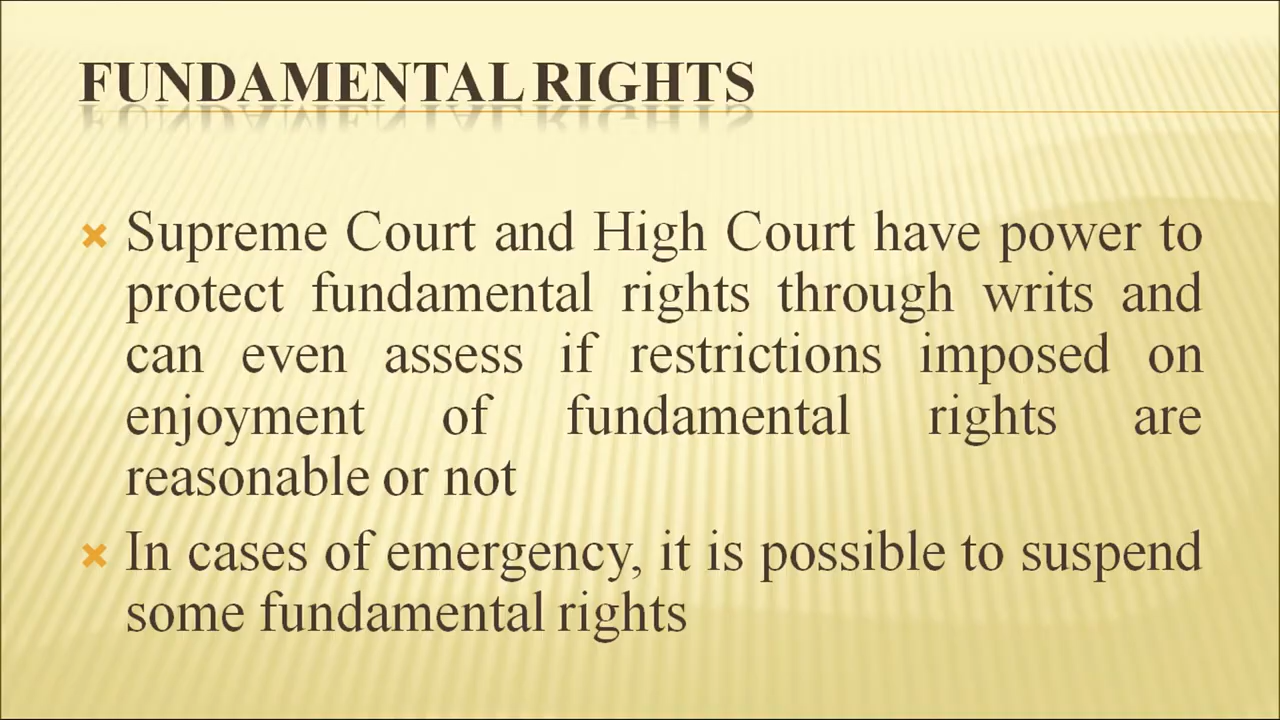 FUNDAMENTAL RIGHTS
Supreme Court and High Court have power to
protect fundamental rights through writs and
can even assess if restrictions imposed on
enjoyment of fundamental rights are
reasonable or not
In cases of emergency, it is possible to suspend
some fundamental rights